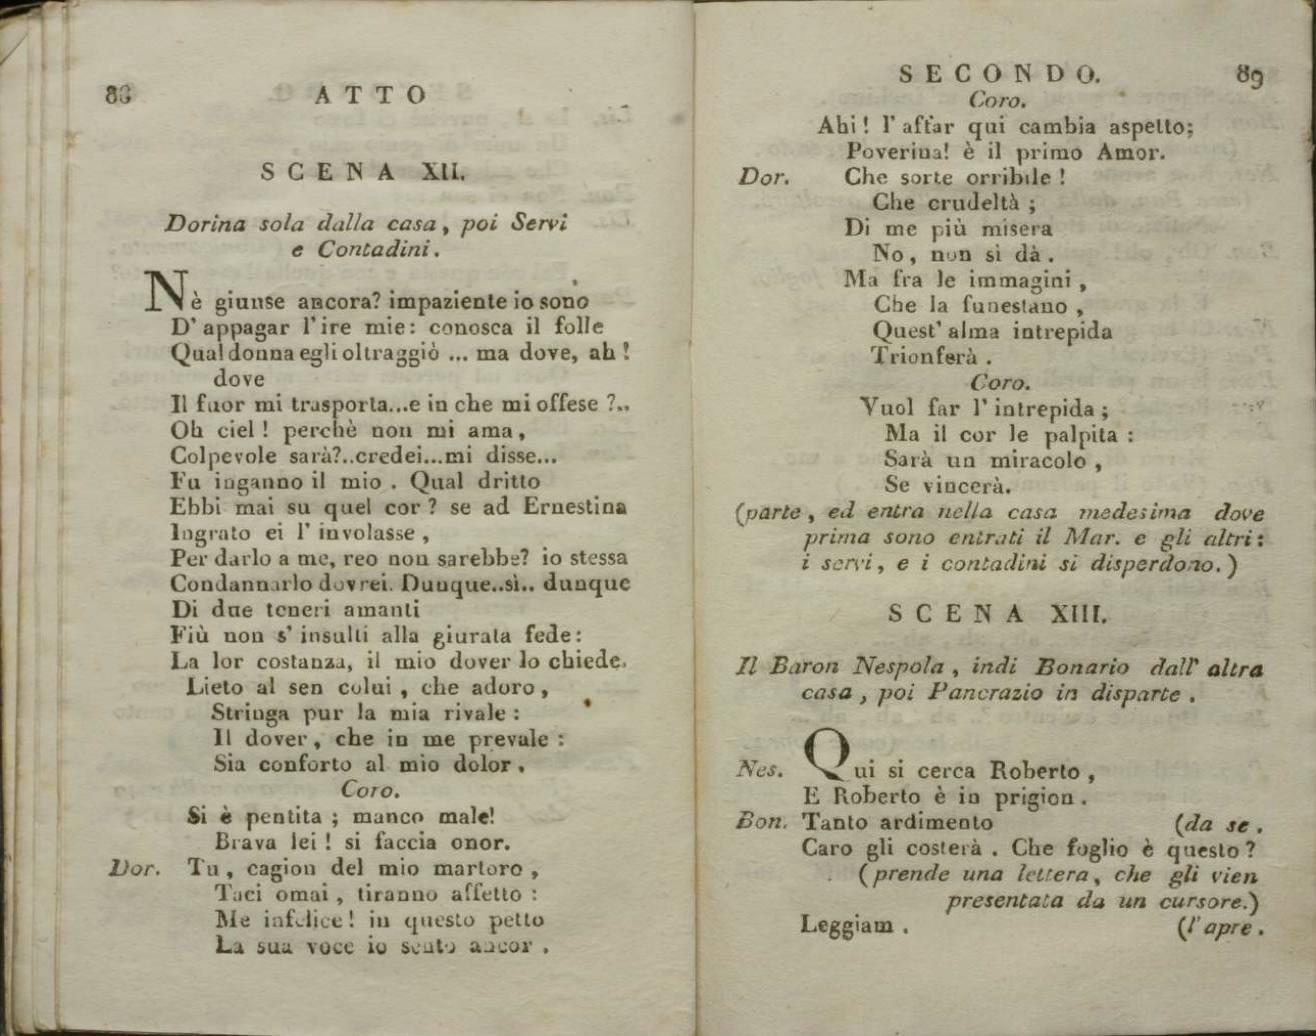 88
ATTO
SCENA XII.
Dorina sola dalla casa, poi Servi
e Contadini.
Nè giunse ancora? impaziente io sono
D'appagar l'ire mie: conosca il folle
Qual donna egli oltraggiò ... ma dove, ah!
dove
Il fuor mi trasporta...e in che mi offese?..
Oh ciel! perchè non mi ama,
Colpevole sarà?..credei...mi disse...
Fu inganno il mio. Qual dritto
Ebbi mai su quel cor? se ad Ernestina
Ingrato ei l'involasse,
Per darlo a me, reo non sarebbe? io stessa
Condannarlo dovrei. Dunque..sì.. dunque
Di due teneri amanti
Più non s'insulti alla giurata fede:
La lor costanza, il mio dover lo chiede.
Lieto al sen colui, che adoro,
Stringa pur la mia rivale:
Il dover, che in me prevale:
Sia conforto al mio dolor.
Coro.
Si è pentita; manco male!
Brava lei! si faccia onor.
Dor. Tu, cagion del mio martoro,
Taci omai, tiranno affetto:
Me infelice! in questo petto
La sua voce io sento ancor.
SECONDO. 89
Coro.
Ahi! l'affar qui cambia aspetto;
Poverina! è il primo Amor.
Dor. Che sorte orribile!
Che crudeltà;
Di me più misera
No, non si dà.
Ma fra le immagini,
Che la funestano,
Quest'alma intrepida
Trionferà.
Coro.
Vuol far l'intrepida;
Ma il cor le palpita:
Sarà un miracolo,
Se vincerà.
(parte, ed entra nella casa medesima dove
prima sono entrati il Mar. e gli altri:
i servi, e i contadini si disperdono.)
SCENA XIII.
Il Baron Nespola, indi Bonario dall'altra
casa, poi Pancrazio in disparte.
Nes. Qui si cerca Roberto,
E Roberto è in prigion.
Bon. Tanto ardimento (da se.
Caro gli costerà. Che foglio è questo?
(prende una lettera, che gli vien
presentata da un cursore.)
Leggiam. (l'apre.